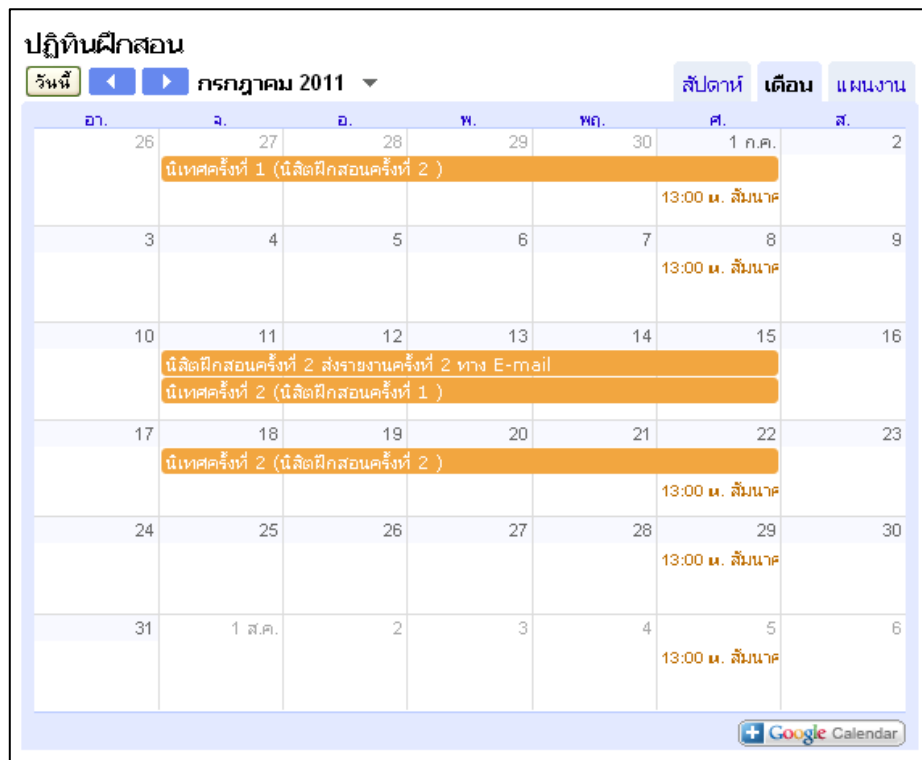 ปฏิทินฝึกสอน
วันนี้ กรกฎาคม 2011 สัปดาห์ เดือน แผนงาน
อา. จ. อ. พ. พฤ. ศ. ส.
26 27 28 29 30 1 ก.ค. 2
นิเทศครั้งที่ 1 (นิสิตฝึกสอนครั้งที่ 2 )
13:00 น. สัมนาค
3 4 5 6 7 8 9
13:00 น. สัมนาค
10 11 12 13 14 15 16
นิสิตฝึกสอนครั้งที่ 2 ส่งรายงานครั้งที่ 2 ทาง E-mail
นิเทศครั้งที่ 2 (นิสิตฝึกสอนครั้งที่ 1 )
17 18 19 20 21 22 23
นิเทศครั้งที่ 2 (นิสิตฝึกสอนครั้งที่ 2 )
13:00 น. สัมนาค
24 25 26 27 28 29 30
13:00 น. สัมนาค
31 1 ส.ค. 2 3 4 5 6
13:00 น. สัมนาค
Google Calendar